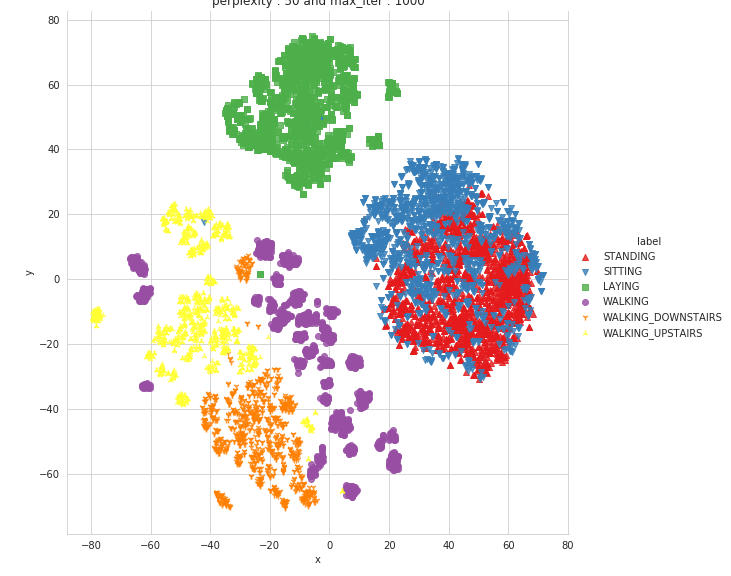 perplexity : 50 and max_iter : 1000
80
60
40
20
0
−20
−40
−60
y
−80
−60
−40
−20
0
20
40
60
80
x
label
STANDING
SITTING
LAYING
WALKING
WALKING_DOWNSTAIRS
WALKING_UPSTAIRS